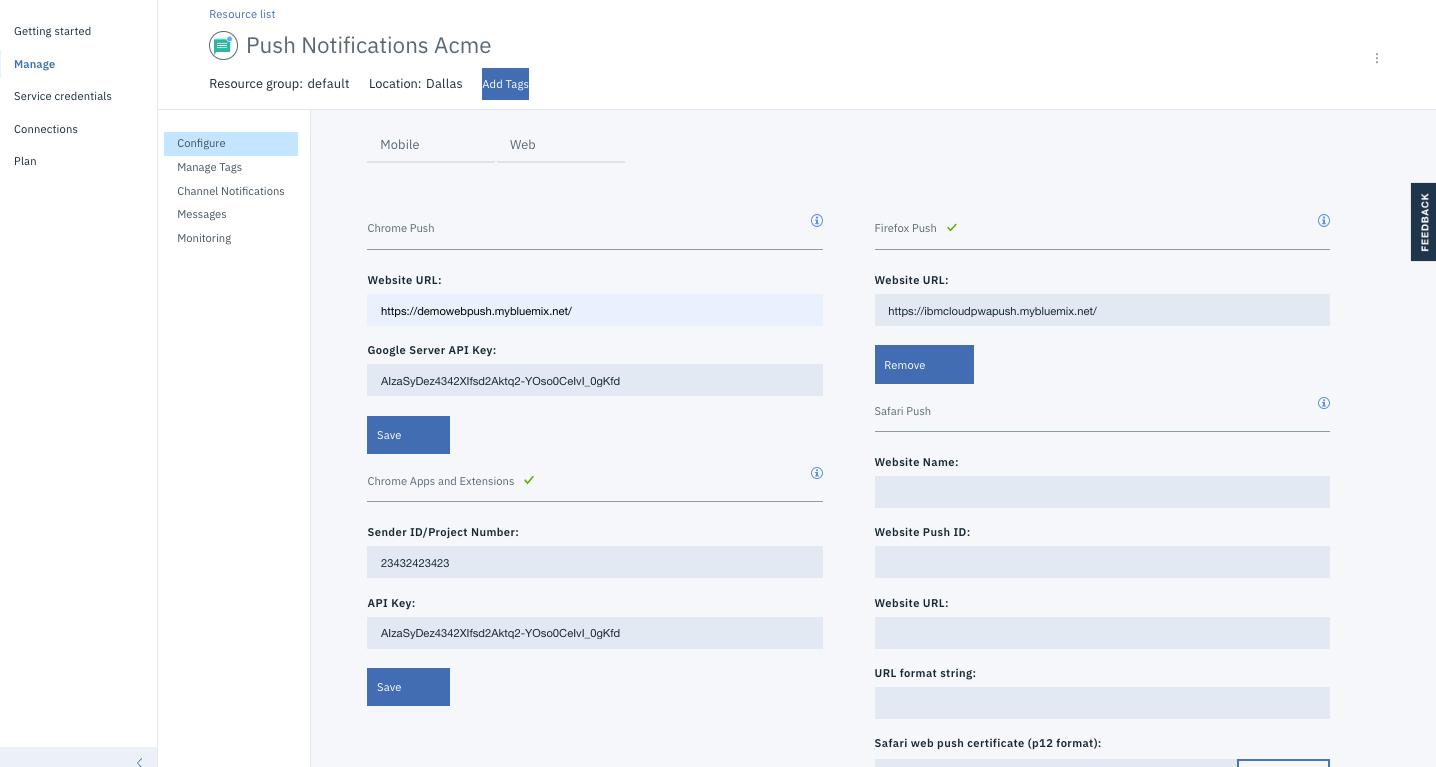 Getting started
Manage
Service credentials
Connections
Plan
Resource list
Push Notifications Acme
Resource group: default
Location: Dallas
Add Tags
Configure
Manage Tags
Channel Notifications
Messages
Monitoring
Mobile
Web
Chrome Push
Website URL:
https://demowebpush.mybluemix.net/
Google Server API Key:
AIzaSyDez4342XIfsd2Aktq2-YOso0CeIvI_0gKfd
Save
Chrome Apps and Extensions
Sender ID/Project Number:
23432423423
API Key:
AIzaSyDez4342XIfsd2Aktq2-YOso0CeIvI_0gKfd
Save
Firefox Push
Website URL:
https://ibmcloudpwapush.mybluemix.net/
Remove
Safari Push
Website Name:
Website Push ID:
Website URL:
URL format string:
Safari web push certificate (p12 format):
FEEDBACK